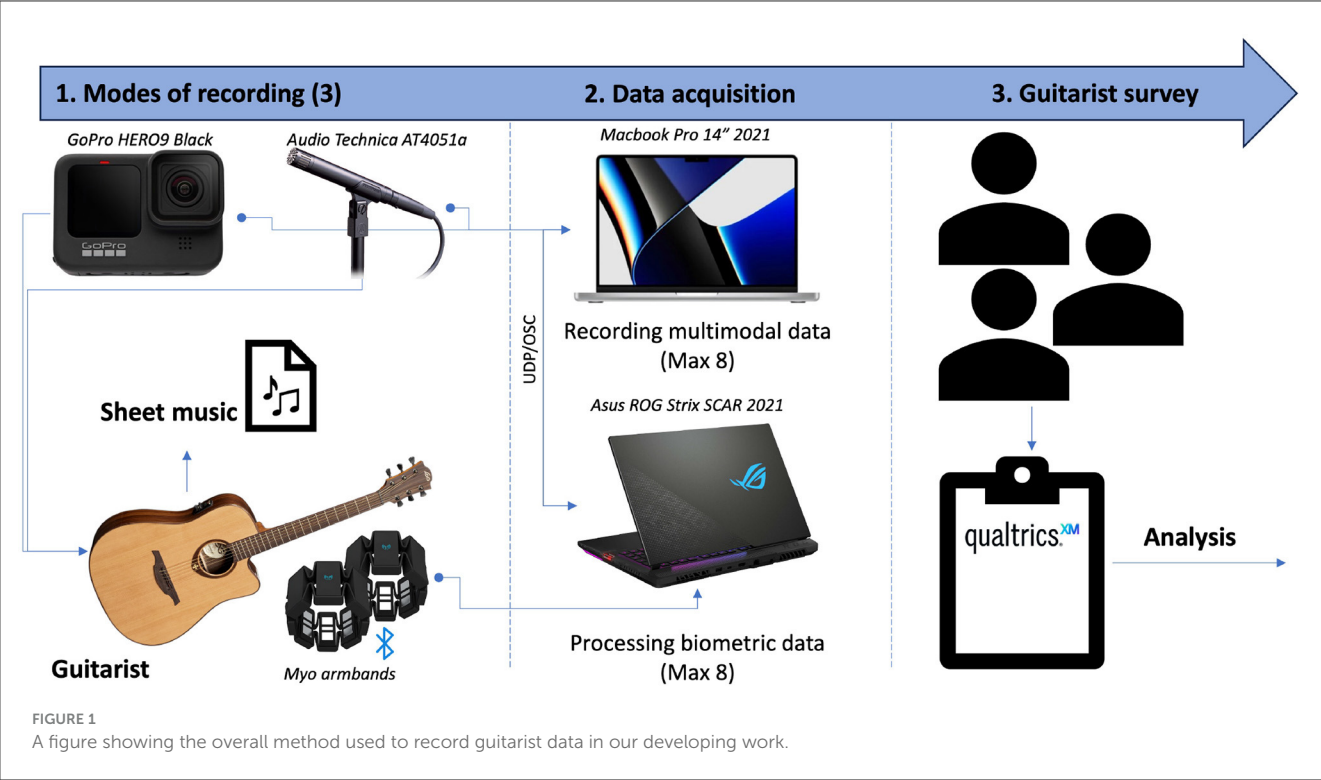 1. Modes of recording (3)
2. Data acquisition
3. Guitarist survey
GoPro HERO9 Black
Audio Technica AT4051a
GoPro
Sheet music
Guitarist
Myo armbands
Macbook Pro 14” 2021
Recording multimodal data
(Max 8)
UDP/OSC
Asus ROG Strix SCAR 2021
Processing biometric data
(Max 8)
qualtrics.XM
Analysis
FIGURE 1
A figure showing the overall method used to record guitarist data in our developing work.